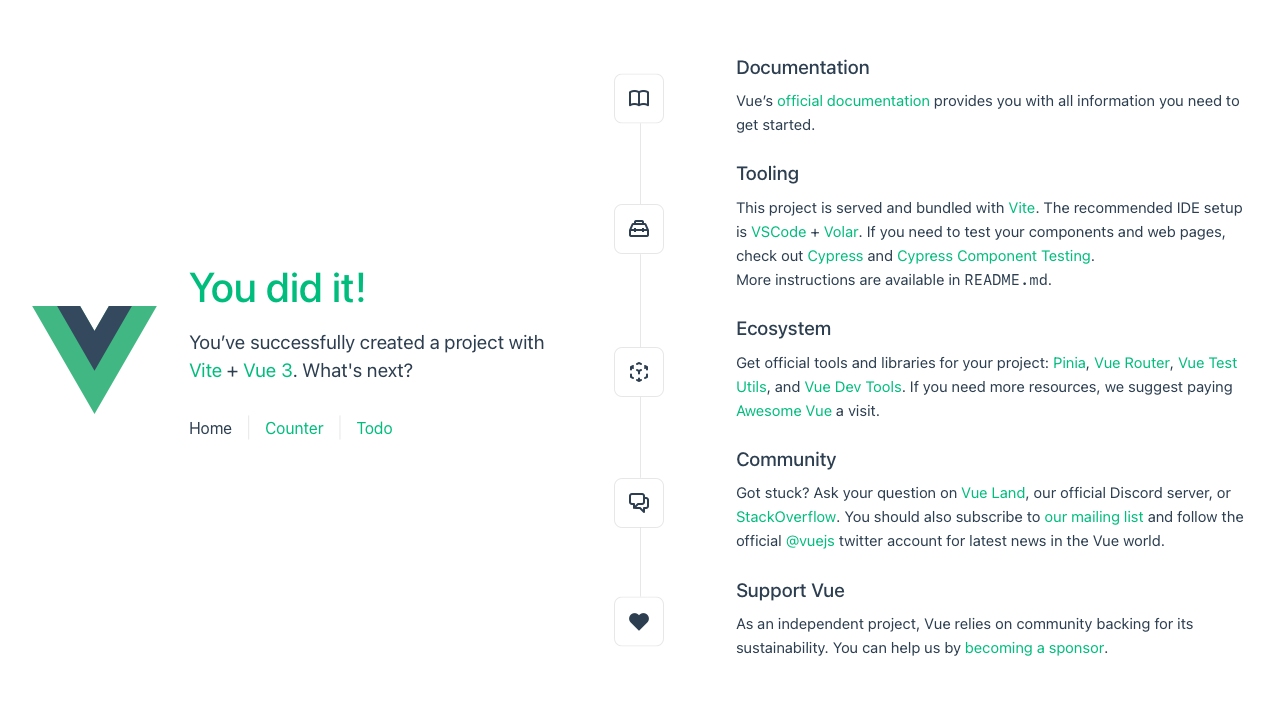 You did it!
You’ve successfully created a project with
Vite + Vue 3. What's next?
Home
Counter
Todo
Documentation
Vue’s official documentation provides you with all information you need to
get started.
Tooling
This project is served and bundled with Vite. The recommended IDE setup
is VSCode + Volar. If you need to test your components and web pages,
check out Cypress and Cypress Component Testing.
More instructions are available in README.md.
Ecosystem
Get official tools and libraries for your project: Pinia, Vue Router, Vue Test
Utils, and Vue Dev Tools. If you need more resources, we suggest paying
Awesome Vue a visit.
Community
Got stuck? Ask your question on Vue Land, our official Discord server, or
StackOverflow. You should also subscribe to our mailing list and follow the
official @vuejs twitter account for latest news in the Vue world.
Support Vue
As an independent project, Vue relies on community backing for its
sustainability. You can help us by becoming a sponsor.